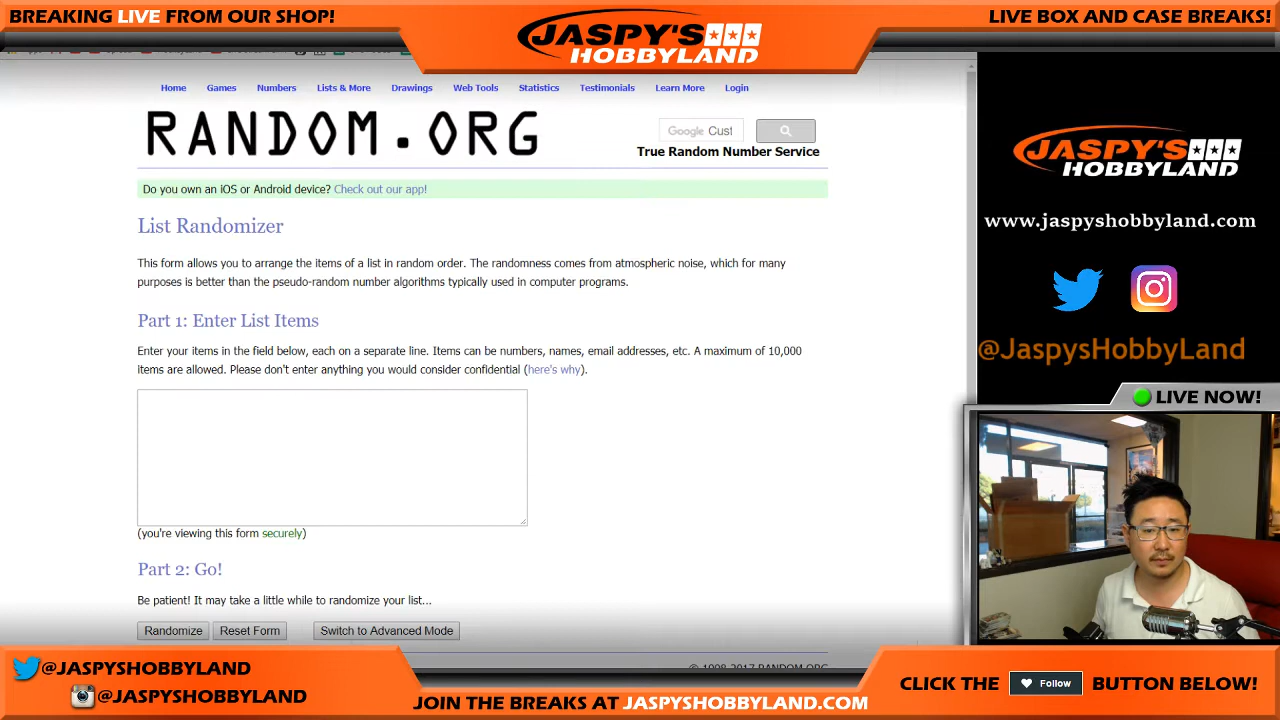 BREAKING LIVE FROM OUR SHOP!
JASPY'S
HOBBYLAND
LIVE BOX AND CASE BREAKS!
Home Games Numbers Lists & More Drawings Web Tools Statistics Testimonials Learn More Login
RANDOM.ORG
Google Cust
True Random Number Service
Do you own an iOS or Android device? Check out our app!
List Randomizer
This form allows you to arrange the items of a list in random order. The randomness comes from atmospheric noise, which for many
purposes is better than the pseudo-random number algorithms typically used in computer programs.
Part 1: Enter List Items
Enter your items in the field below, each on a separate line. Items can be numbers, names, email addresses, etc. A maximum of 10,000
items are allowed. Please don't enter anything you would consider confidential (here's why).
(you're viewing this form securely)
Part 2: Go!
Be patient! It may take a little while to randomize your list...
Randomize Reset Form Switch to Advanced Mode
© 1998-2017 RANDOM.ORG
JASPY'S
HOBBYLAND
www.jaspyshobbyland.com
@JaspysHobbyLand
LIVE NOW!
@JASPYSHOBBYLAND
@JASPYSHOBBYLAND
JOIN THE BREAKS AT JASPYSHOBBYLAND.COM
CLICK THE Follow BUTTON BELOW!